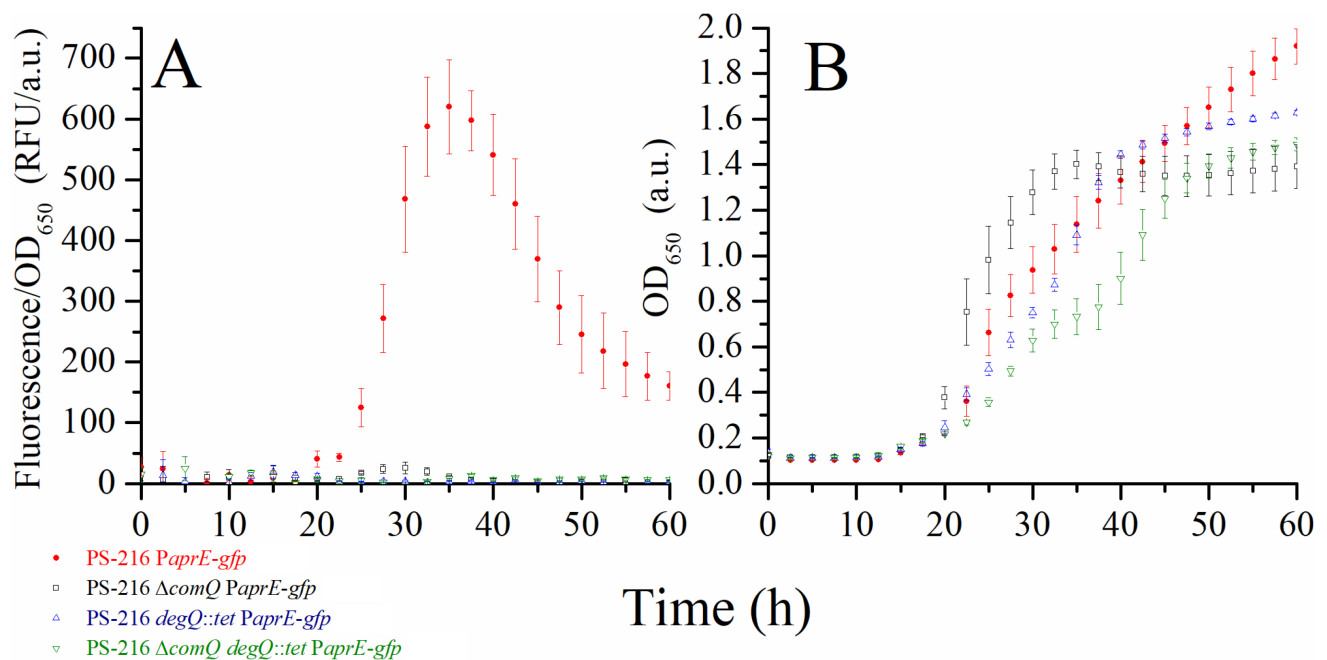 A
B
Fluorescence/OD650 (RFU/a.u.)
700
600
500
400
300
200
100
0
0 10 20 30 40 50 60
OD650 (a.u.)
2.0
1.8
1.6
1.4
1.2
1.0
0.8
0.6
0.4
0.2
0.0
0 10 20 30 40 50 60
Time (h)
PS-216 PaprE-gfp
PS-216 ΔcomQ PaprE-gfp
PS-216 degQ::tet PaprE-gfp
PS-216 ΔcomQ degQ::tet PaprE-gfp